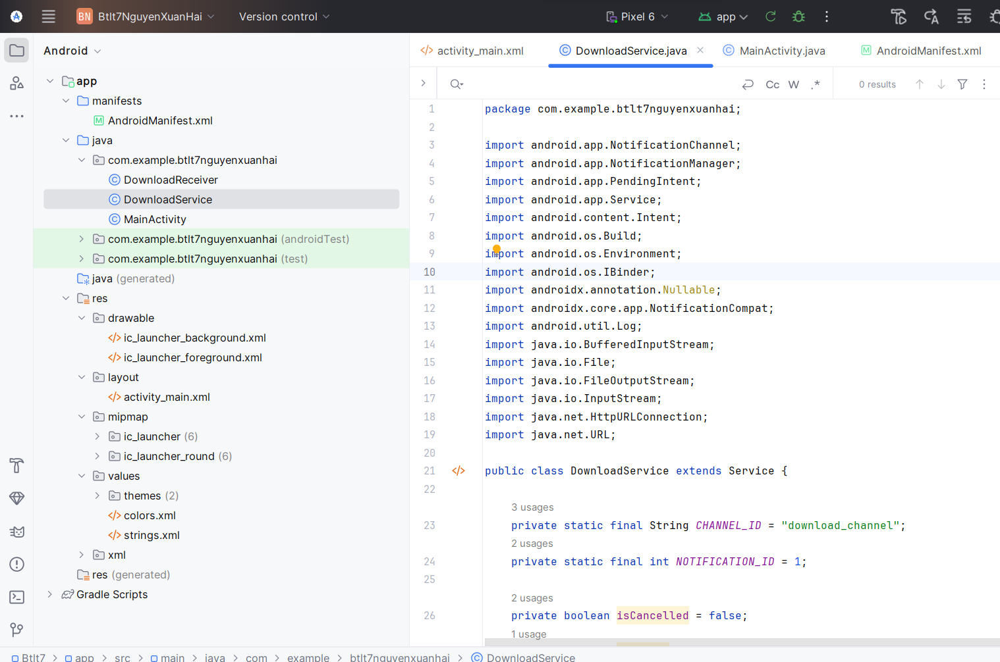 BN Btlt7NguyenXuanHai Version control Pixel 6 app
Android
app
manifests
AndroidManifest.xml
java
com.example.btlt7nguyenxuanhai
DownloadReceiver
DownloadService
MainActivity
com.example.btlt7nguyenxuanhai (androidTest)
com.example.btlt7nguyenxuanhai (test)
java (generated)
res
drawable
ic_launcher_background.xml
ic_launcher_foreground.xml
layout
activity_main.xml
mipmap
ic_launcher (6)
ic_launcher_round (6)
values
themes (2)
colors.xml
strings.xml
xml
res (generated)
Gradle Scripts
activity_main.xml DownloadService.java MainActivity.java AndroidManifest.xml
Cc W .* 0 results
1 package com.example.btlt7nguyenxuanhai;
2
3 import android.app.NotificationChannel;
4 import android.app.NotificationManager;
5 import android.app.PendingIntent;
6 import android.app.Service;
7 import android.content.Intent;
8 import android.os.Build;
9 import android.os.Environment;
10 import android.os.IBinder;
11 import androidx.annotation.Nullable;
12 import androidx.core.app.NotificationCompat;
13 import android.util.Log;
14 import java.io.BufferedInputStream;
15 import java.io.File;
16 import java.io.FileOutputStream;
17 import java.io.InputStream;
18 import java.net.HttpURLConnection;
19 import java.net.URL;
20
21 public class DownloadService extends Service {
22
3 usages
23 private static final String CHANNEL_ID = "download_channel";
2 usages
24 private static final int NOTIFICATION_ID = 1;
25
2 usages
26 private boolean isCancelled = false;
1 usage
Btlt7 > app > src > main > java > com > example > btlt7nguyenxuanhai > DownloadService